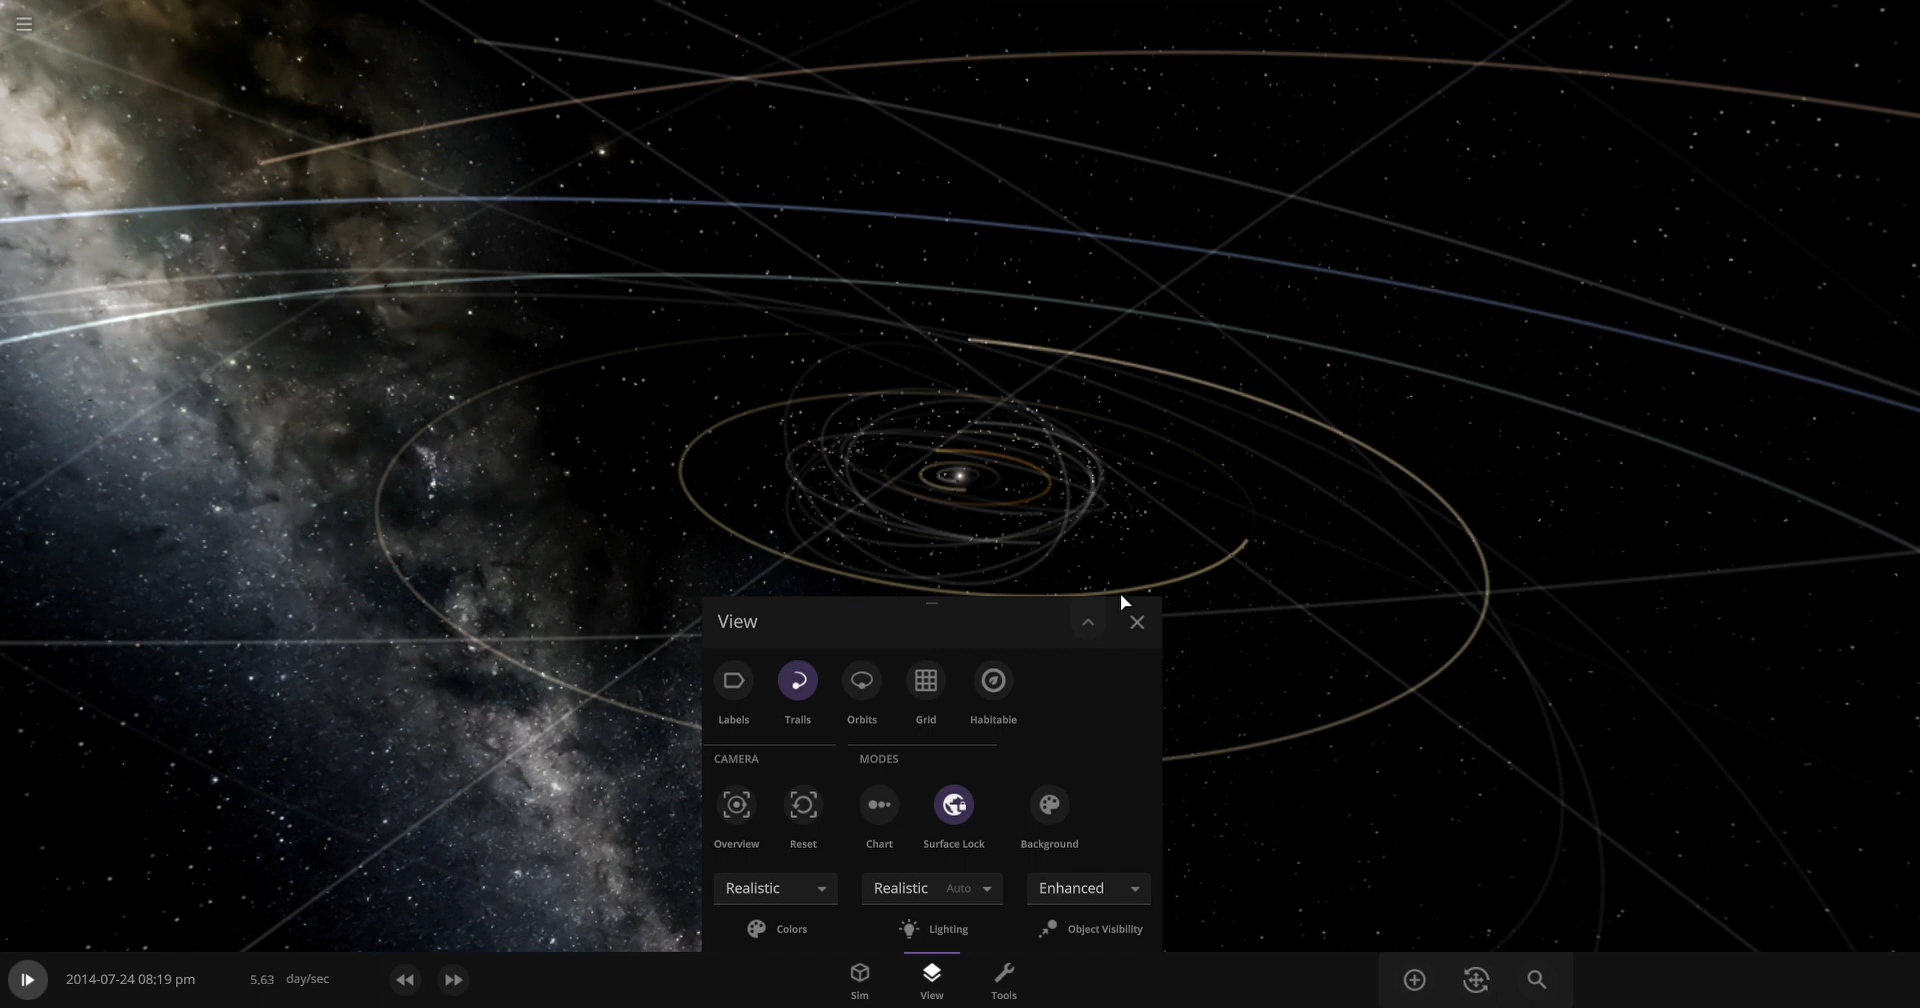 View
Labels Trails Orbits Grid Habitable
CAMERA MODES
Overview Reset Chart Surface Lock Background
Realistic Realistic Auto Enhanced
Colors Lighting Object Visibility
2014-07-24 08:19 pm 5,63 day/sec
Sim View Tools